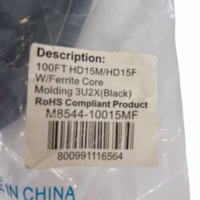 Description:
100FT HD15M/HD15F
W/Ferrite Core
Molding 3U2X(Black)
RoHS Compliant Product
M8544-10015MF
800991116564
IN CHINA